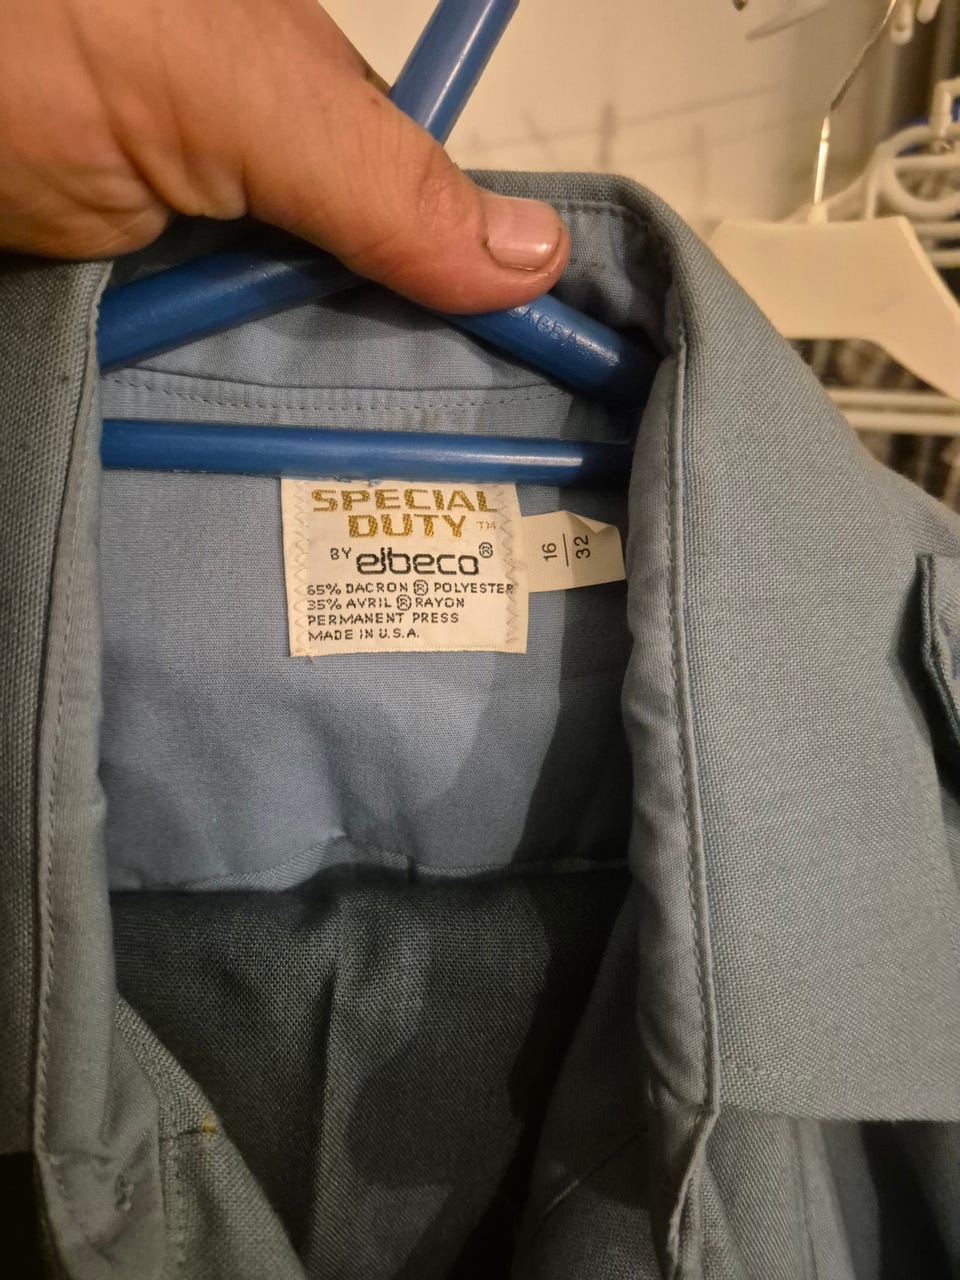 SPECIAL
DUTY™
BY elbeco®
65% DACRON ® POLYESTER
35% AVRIL ® RAYON
PERMANENT PRESS
MADE IN U.S.A.
16
32